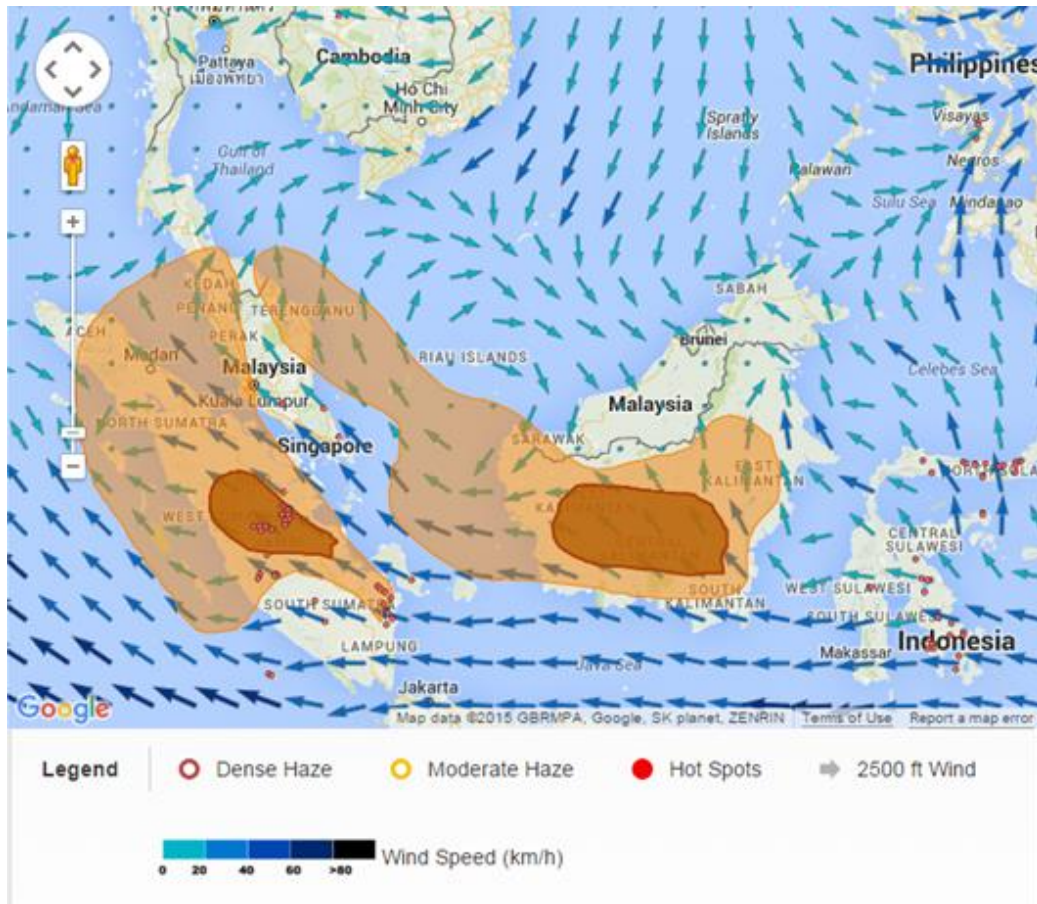 Cambodia
Pattaya
เมืองพัทยา
Ho Chi
Minh City
Andaman Sea
Gulf of
Thailand
Spratly
Islands
Philippines
Visayas
Negros
Palawan
Sulu Sea
Mindanao
KEDAH
PENANG
TERENGGANU
PERAK
ACEH
Medan
Malaysia
Kuala Lumpur
RIAU ISLANDS
SABAH
Brunei
Celebes Sea
Malaysia
NORTH SUMATRA
Singapore
SARAWAK
EAST
KALIMANTAN
WEST
KALIMANTAN
CENTRAL
KALIMANTAN
CENTRAL
SULAWESI
SOUTH
KALIMANTAN
WEST SULAWESI
SOUTH SUMATRA
SOUTH SULAWES
LAMPUNG
Makassar
Indonesia
Java Sea
Jakarta
Google
Map data ©2015 GBRMPA, Google, SK planet, ZENRIN
Terms of Use
Report a map error
Legend
Dense Haze
Moderate Haze
Hot Spots
2500 ft Wind
0 20 40 60 >80
Wind Speed (km/h)